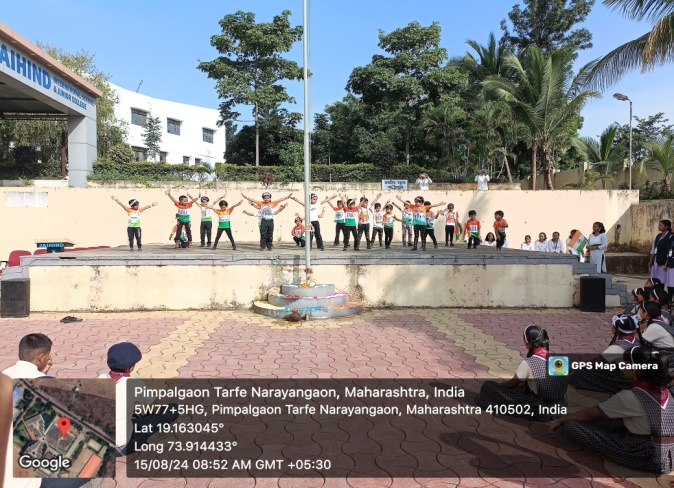 JAIHIND
& JUNIOR COLLEGE
JAIHIND
GPS Map Camera
Pimpalgaon Tarfe Narayangaon, Maharashtra, India
5W77+5HG, Pimpalgaon Tarfe Narayangaon, Maharashtra 410502, India
Lat 19.163045°
Long 73.914433°
15/08/24 08:52 AM GMT +05:30
Google